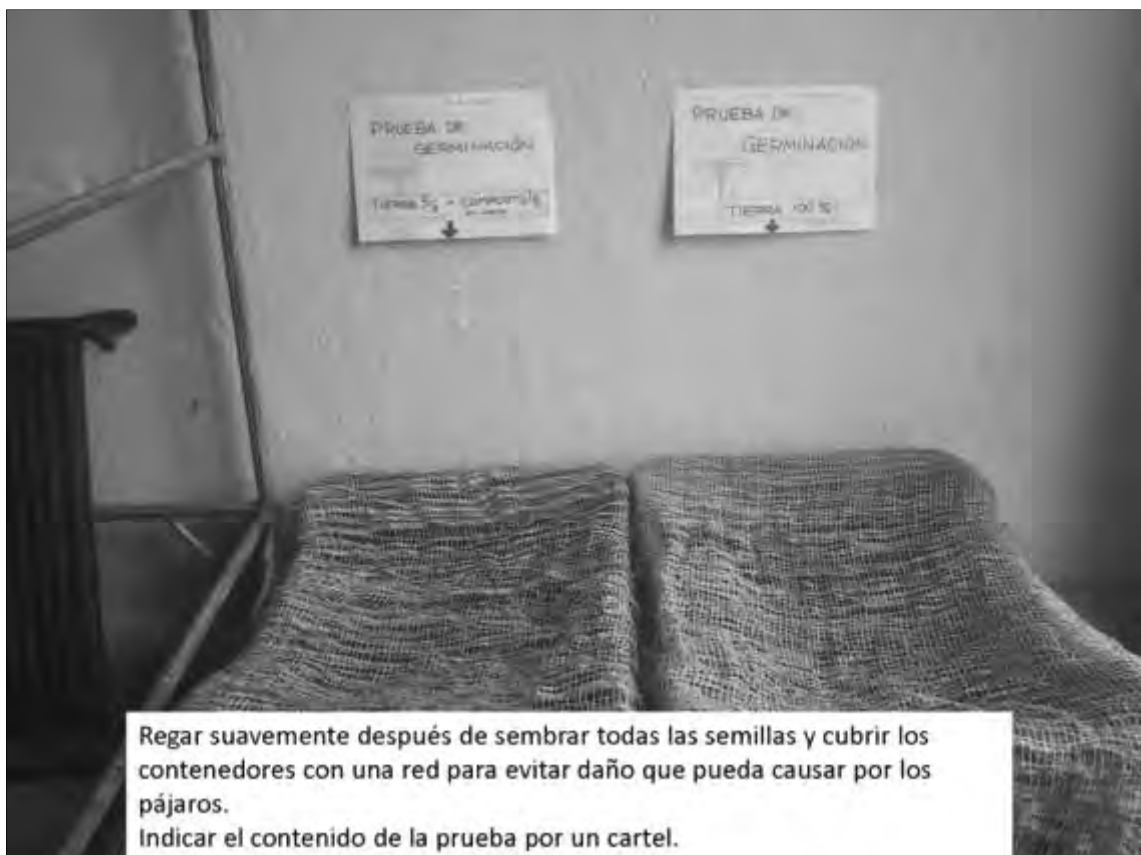 PRUEBA DE
GERMINACIÓN
TIERRA
PRUEBA DE
GERMINACION
TIERRA 100%
Regar suavemente después de sembrar todas las semillas y cubrir los
contenedores con una red para evitar daño que pueda causar por los
pájaros.
Indicar el contenido de la prueba por un cartel.